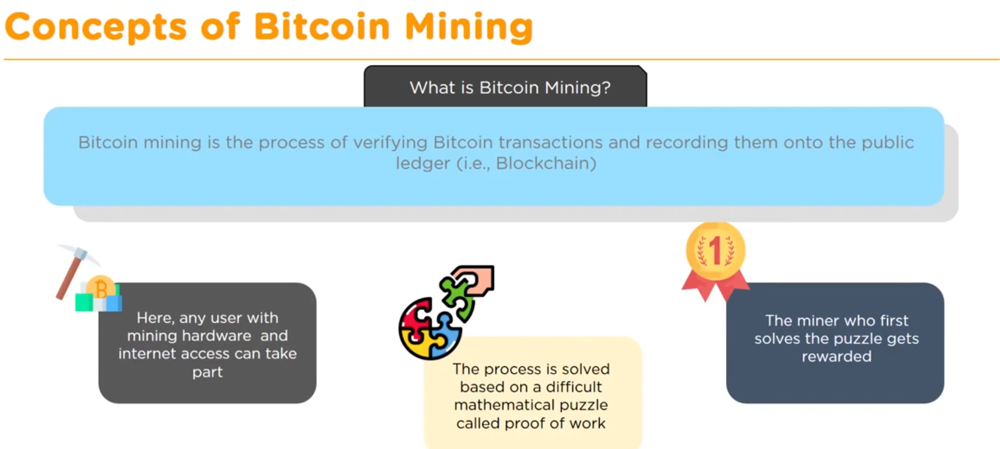 Concepts of Bitcoin Mining
What is Bitcoin Mining?
Bitcoin mining is the process of verifying Bitcoin transactions and recording them onto the public
ledger (i.e., Blockchain)
Here, any user with
mining hardware and
internet access can take
part
The process is solved
based on a difficult
mathematical puzzle
called proof of work
1
The miner who first
solves the puzzle gets
rewarded